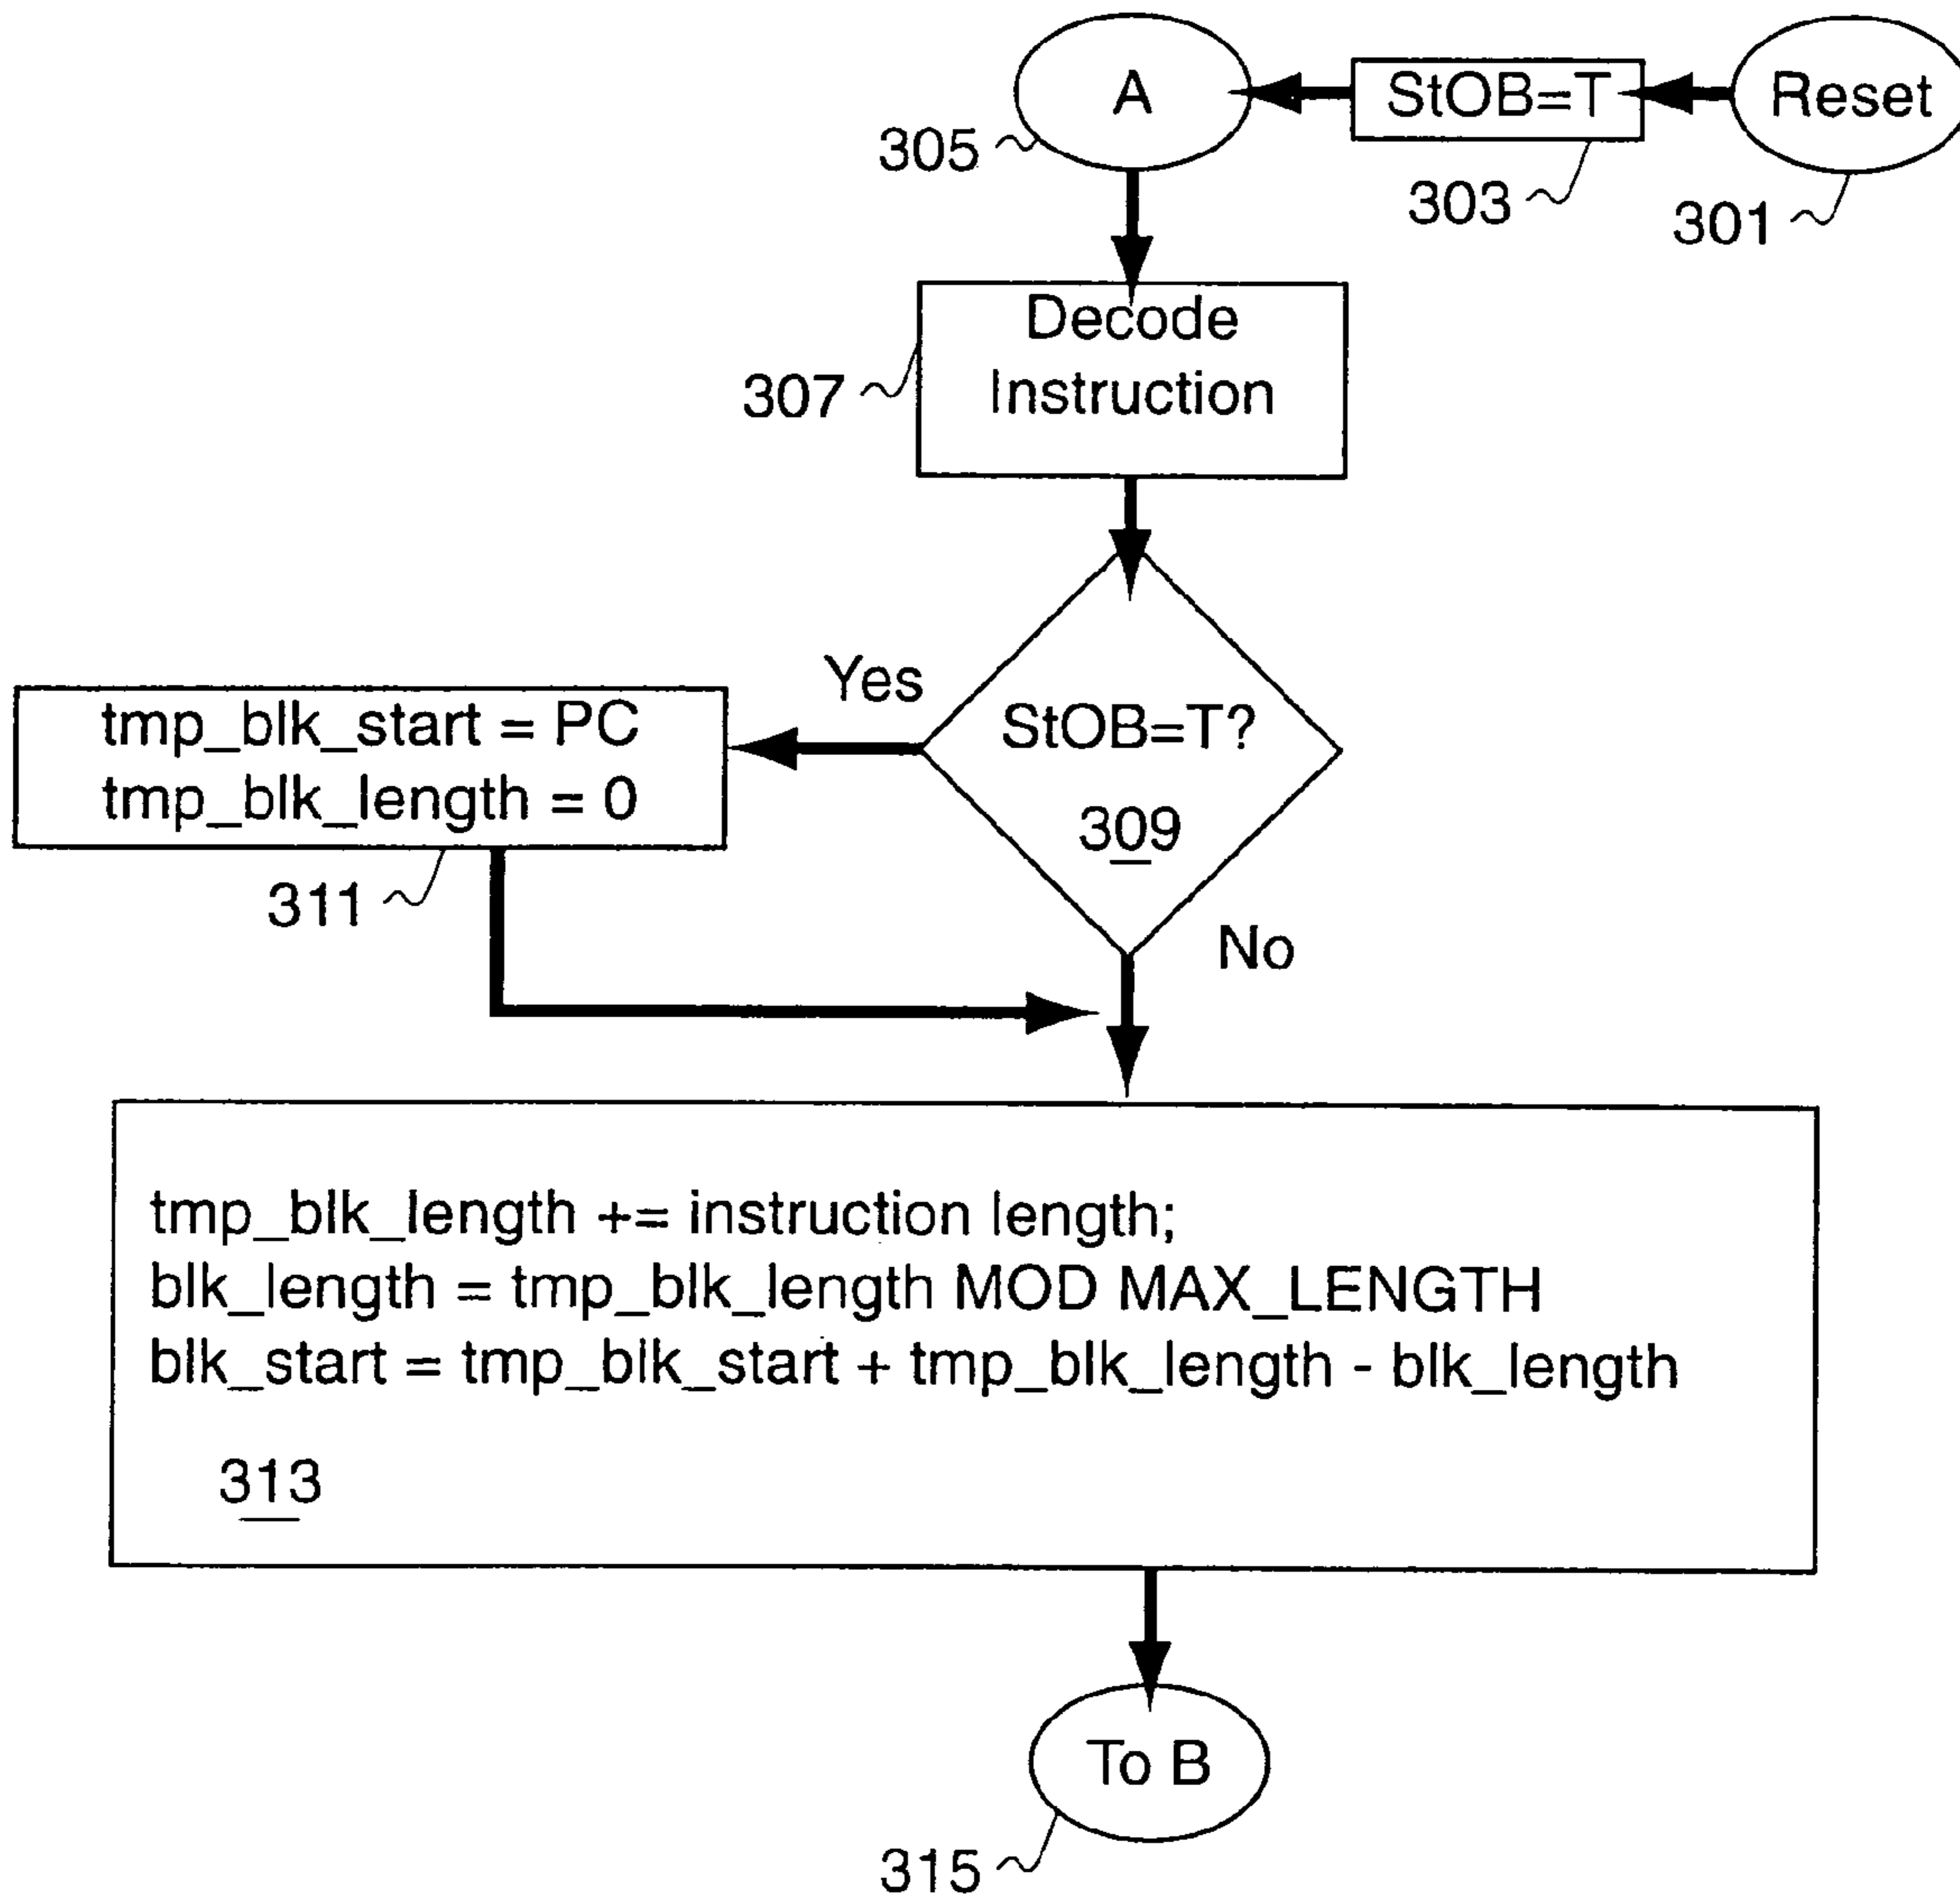 A
StOB=T
Reset
305
303
301
Decode
Instruction
307
Yes
StOB=T?
309
tmp_blk_start = PC
tmp_blk_length = 0
311
No
tmp_blk_length += instruction length;
blk_length = tmp_blk_length MOD MAX_LENGTH
blk_start = tmp_blk_start + tmp_blk_length - blk_length
313
To B
315